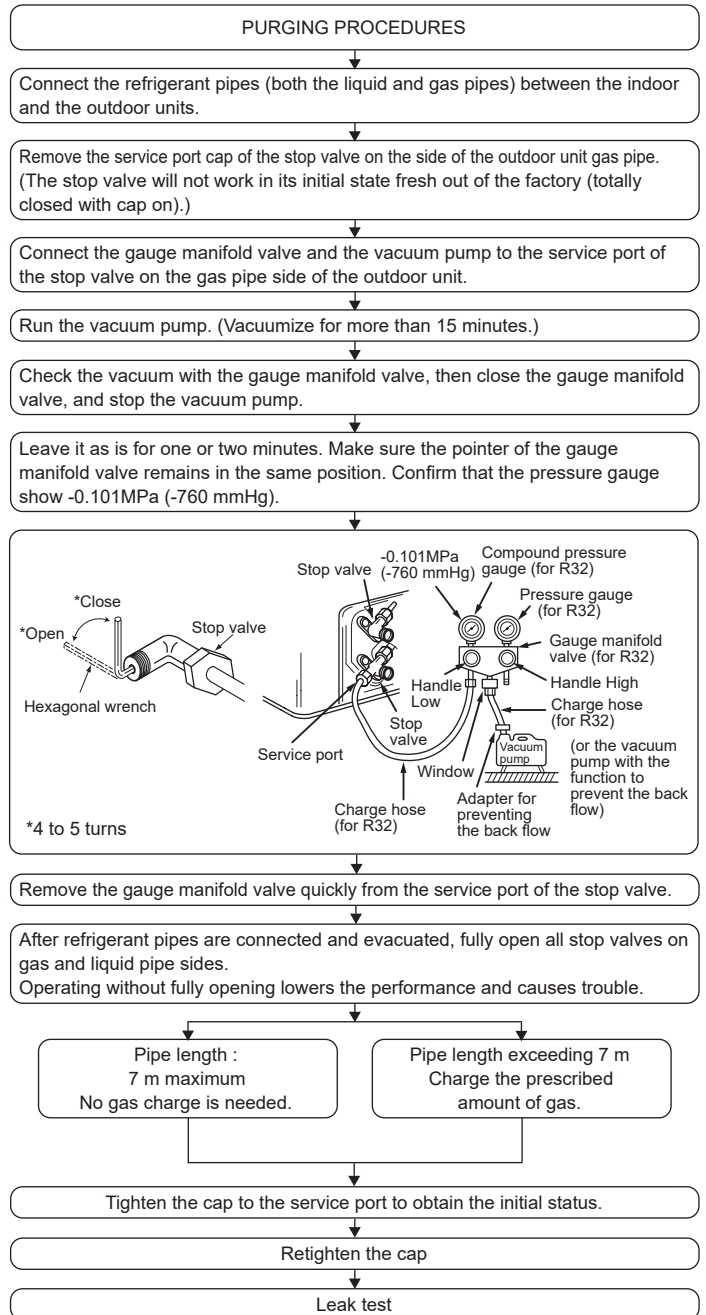 PURGING PROCEDURES
Connect the refrigerant pipes (both the liquid and gas pipes) between the indoor
and the outdoor units.
Remove the service port cap of the stop valve on the side of the outdoor unit gas pipe.
(The stop valve will not work in its initial state fresh out of the factory (totally
closed with cap on).)
Connect the gauge manifold valve and the vacuum pump to the service port of
the stop valve on the gas pipe side of the outdoor unit.
Run the vacuum pump. (Vacuumize for more than 15 minutes.)
Check the vacuum with the gauge manifold valve, then close the gauge manifold
valve, and stop the vacuum pump.
Leave it as is for one or two minutes. Make sure the pointer of the gauge
manifold valve remains in the same position. Confirm that the pressure gauge
show -0.101MPa (-760 mmHg).
*Close
*Open
Stop valve
Hexagonal wrench
*4 to 5 turns
Stop valve
-0.101MPa
(-760 mmHg)
Compound pressure
gauge (for R32)
Pressure gauge
(for R32)
Gauge manifold
valve (for R32)
Handle
Low
Handle High
Stop
valve
Service port
Charge hose
(for R32)
Window
Vacuum
pump
(or the vacuum
pump with the
function to
prevent the back
flow)
Charge hose
(for R32)
Adapter for
preventing
the back flow
Remove the gauge manifold valve quickly from the service port of the stop valve.
After refrigerant pipes are connected and evacuated, fully open all stop valves on
gas and liquid pipe sides.
Operating without fully opening lowers the performance and causes trouble.
Pipe length :
7 m maximum
No gas charge is needed.
Pipe length exceeding 7 m
Charge the prescribed
amount of gas.
Tighten the cap to the service port to obtain the initial status.
Retighten the cap
Leak test